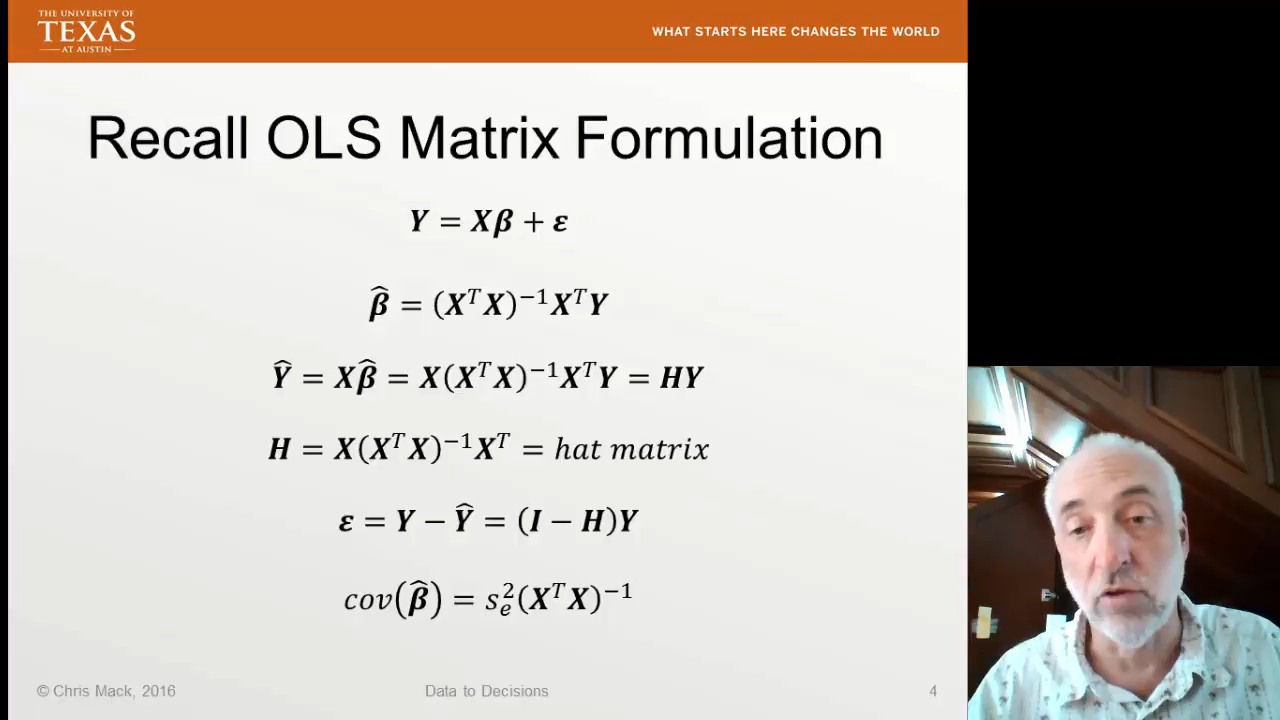 THE UNIVERSITY OF
TEXAS
AT AUSTIN
WHAT STARTS HERE CHANGES THE WORLD
Recall OLS Matrix Formulation
Y = Xβ + ε
β̂ = (XᵀX)⁻¹XᵀY
Ŷ = Xβ̂ = X(XᵀX)⁻¹XᵀY = HY
H = X(XᵀX)⁻¹Xᵀ = hat matrix
ε = Y − Ŷ = (I − H)Y
cov(β̂) = sₑ²(XᵀX)⁻¹
© Chris Mack, 2016
Data to Decisions
4